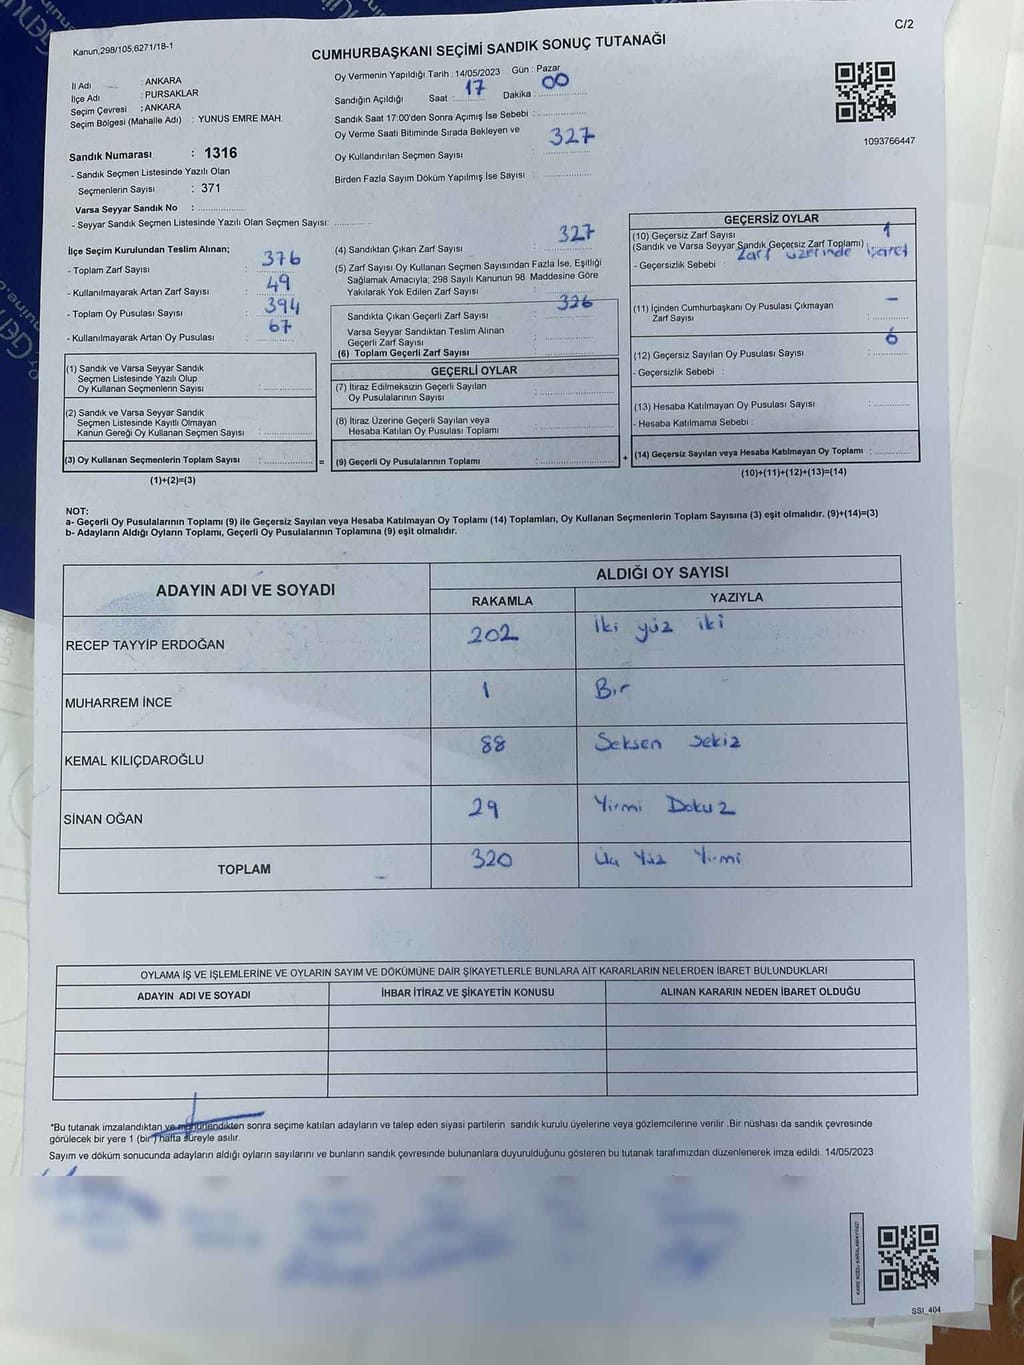 C/2
Kanun,298/105,6271/18-1
CUMHURBAŞKANI SEÇİMİ SANDIK SONUÇ TUTANAĞI
İl Adı : ANKARA
İlçe Adı : PURSAKLAR
Seçim Çevresi : ANKARA
Seçim Bölgesi (Mahalle Adı) : YUNUS EMRE MAH.
Oy Vermenin Yapıldığı Tarih : 14/05/2023 Gün : Pazar
Sandığın Açıldığı Saat : 17 Dakika : 00
Sandık Saat 17:00'den Sonra Açımış İse Sebebi :
Oy Verme Saati Bitiminde Sırada Bekleyen ve
Oy Kullandırılan Seçmen Sayısı : 327
Birden Fazla Sayım Döküm Yapılmış İse Sayısı :
1093766447
Sandık Numarası : 1316
- Sandık Seçmen Listesinde Yazılı Olan
Seçmenlerin Sayısı : 371
Varsa Seyyar Sandık No :
- Seyyar Sandık Seçmen Listesinde Yazılı Olan Seçmen Sayısı:
İlçe Seçim Kurulundan Teslim Alınan;
- Toplam Zarf Sayısı : 376
- Kullanılmayarak Artan Zarf Sayısı : 49
- Toplam Oy Pusulası Sayısı : 394
- Kullanılmayarak Artan Oy Pusulası : 67
(1) Sandık ve Varsa Seyyar Sandık
Seçmen Listesinde Yazılı Olup
Oy Kullanan Seçmenlerin Sayısı :
(2) Sandık ve Varsa Seyyar Sandık
Seçmen Listesinde Kayıtlı Olmayan
Kanun Gereği Oy Kullanan Seçmen Sayısı :
(3) Oy Kullanan Seçmenlerin Toplam Sayısı :
(1)+(2)=(3)
=
(4) Sandıktan Çıkan Zarf Sayısı : 327
(5) Zarf Sayısı Oy Kullanan Seçmen Sayısından Fazla İse, Eşitliği
Sağlamak Amacıyla; 298 Sayılı Kanunun 98. Maddesine Göre
Yakılarak Yok Edilen Zarf Sayısı :
Sandıkta Çıkan Geçerli Zarf Sayısı : 326
Varsa Seyyar Sandıktan Teslim Alınan
Geçerli Zarf Sayısı :
(6) Toplam Geçerli Zarf Sayısı :
GEÇERLİ OYLAR
(7) İtiraz Edilmeksizin Geçerli Sayılan
Oy Pusulalarının Sayısı :
(8) İtiraz Üzerine Geçerli Sayılan veya
Hesaba Katılan Oy Pusulası Toplamı :
(9) Geçerli Oy Pusulalarının Toplamı :
+
GEÇERSİZ OYLAR
(10) Geçersiz Zarf Sayısı : 1
(Sandık ve Varsa Seyyar Sandık Geçersiz Zarf Toplamı)
- Geçersizlik Sebebi : Zarf üzerinde işaret
(11) İçinden Cumhurbaşkanı Oy Pusulası Çıkmayan
Zarf Sayısı : -
(12) Geçersiz Sayılan Oy Pusulası Sayısı : 6
- Geçersizlik Sebebi :
(13) Hesaba Katılmayan Oy Pusulası Sayısı :
- Hesaba Katılmama Sebebi :
(14) Geçersiz Sayılan veya Hesaba Katılmayan Oy Toplamı :
(10)+(11)+(12)+(13)=(14)
NOT:
a- Geçerli Oy Pusulalarının Toplamı (9) ile Geçersiz Sayılan veya Hesaba Katılmayan Oy Toplamı (14) Toplamları, Oy Kullanan Seçmenlerin Toplam Sayısına (3) eşit olmalıdır. (9)+(14)=(3)
b- Adayların Aldığı Oyların Toplamı, Geçerli Oy Pusulalarının Toplamına (9) eşit olmalıdır.
ADAYIN ADI VE SOYADI ALDIĞI OY SAYISI
RAKAMLA YAZIYLA
RECEP TAYYİP ERDOĞAN 202 İki yüz iki
MUHARREM İNCE 1 Bir
KEMAL KILIÇDAROĞLU 88 Seksen sekiz
SİNAN OĞAN 29 Yirmi Dokuz
TOPLAM 320 Üç Yüz Yirmi
OYLAMA İŞ VE İŞLEMLERİNE VE OYLARIN SAYIM VE DÖKÜMÜNE DAİR ŞİKAYETLERLE BUNLARA AİT KARARLARIN NELERDEN İBARET BULUNDUKLARI
ADAYIN ADI VE SOYADI İHBAR İTİRAZ VE ŞİKAYETİN KONUSU ALINAN KARARIN NEDEN İBARET OLDUĞU
*Bu tutanak imzalandıktan ve mühürlendikten sonra seçime katılan adayların ve talep eden siyasi partilerin sandık kurulu üyelerine veya gözlemcilerine verilir .Bir nüshası da sandık çevresinde
görülecek bir yere 1 (bir ) hafta süreyle asılır.
Sayım ve döküm sonucunda adayların aldığı oyların sayılarını ve bunların sandık çevresinde bulunanlara duyurulduğunu gösteren bu tutanak tarafımızdan düzenlenerek imza edildi. 14/05/2023
KARE KODU KARALAMAYINIZ!
SSI_404